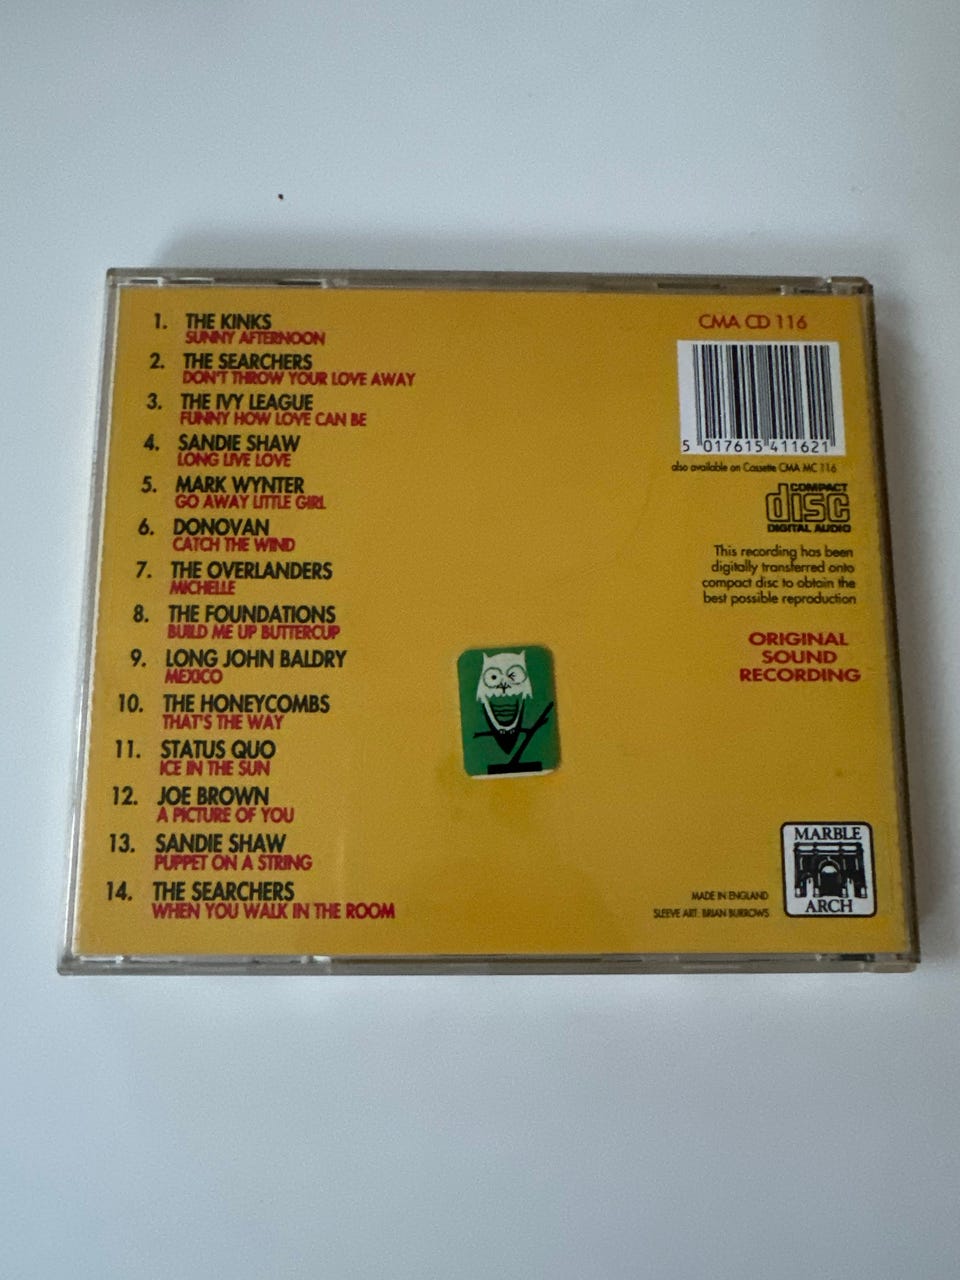 1. THE KINKS
SUNNY AFTERNOON
2. THE SEARCHERS
DON'T THROW YOUR LOVE AWAY
3. THE IVY LEAGUE
FUNNY HOW LOVE CAN BE
4. SANDIE SHAW
LONG LIVE LOVE
5. MARK WYNTER
GO AWAY LITTLE GIRL
6. DONOVAN
CATCH THE WIND
7. THE OVERLANDERS
MICHELLE
8. THE FOUNDATIONS
BUILD ME UP BUTTERCUP
9. LONG JOHN BALDRY
MEXICO
10. THE HONEYCOMBS
THAT'S THE WAY
11. STATUS QUO
ICE IN THE SUN
12. JOE BROWN
A PICTURE OF YOU
13. SANDIE SHAW
PUPPET ON A STRING
14. THE SEARCHERS
WHEN YOU WALK IN THE ROOM
CMA CD 116
5 017615 411621
also available on Cassette CMA MC 116
COMPACT
disc
DIGITAL AUDIO
This recording has been
digitally transferred onto
compact disc to obtain the
best possible reproduction
ORIGINAL
SOUND
RECORDING
MADE IN ENGLAND
SLEEVE ART: BRIAN BURROWS
MARBLE
ARCH